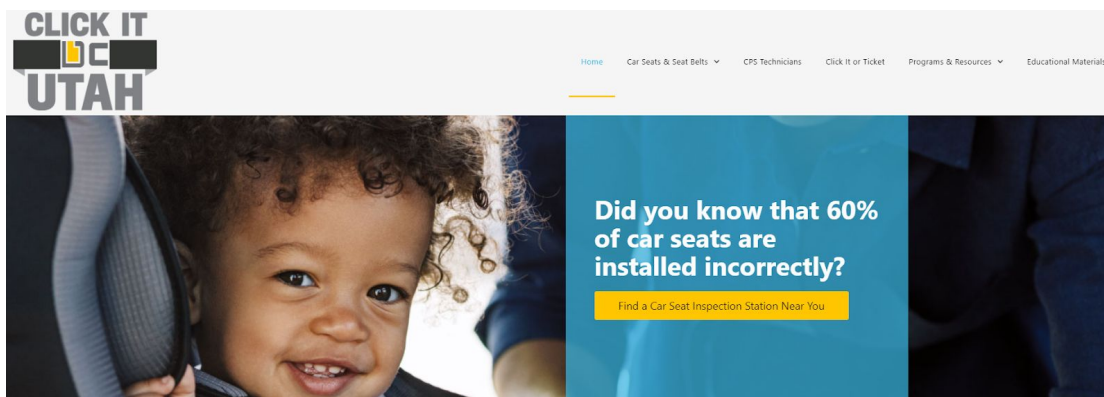 CLICK IT
UTAH
Home
Car Seats & Seat Belts
CPS Technicians
Click It or Ticket
Programs & Resources
Educational Materials
Did you know that 60%
of car seats are
installed incorrectly?
Find a Car Seat Inspection Station Near You